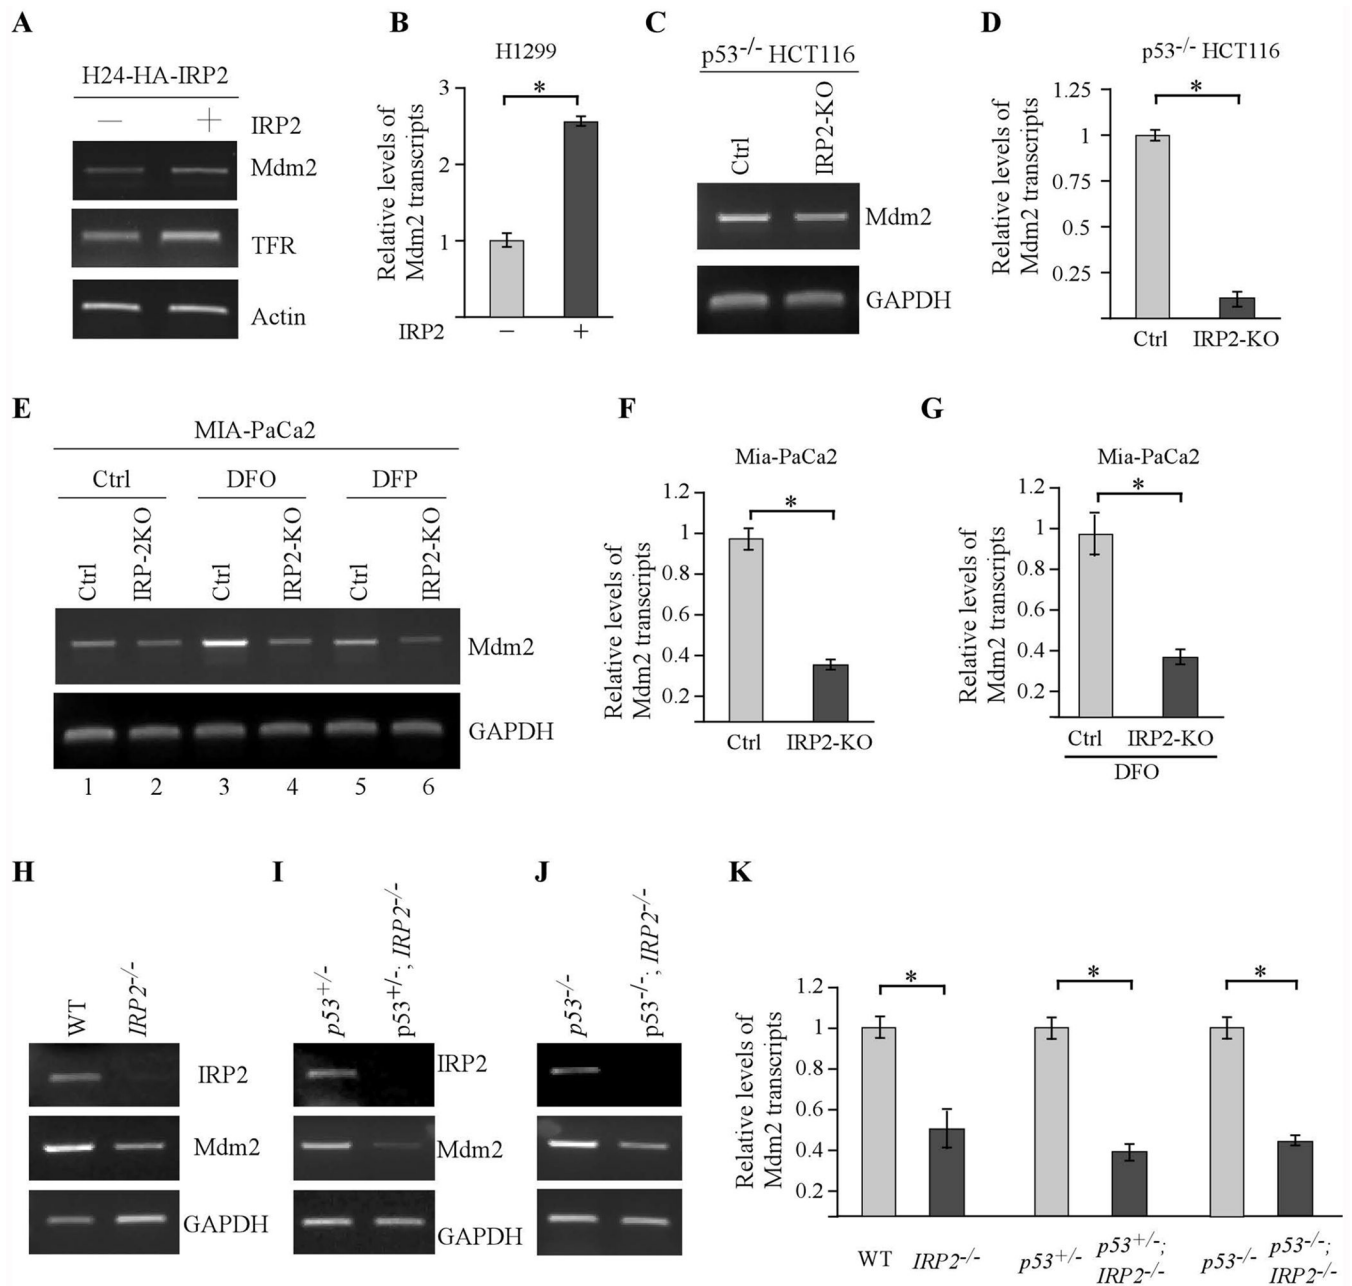 A
H24-HA-IRP2
— + IRP2
Mdm2
TFR
Actin
B
H1299
Relative levels of
Mdm2 transcripts
*
3
2
1
IRP2 − +
C
p53-/- HCT116
Ctrl
IRP2-KO
Mdm2
GAPDH
D
p53-/- HCT116
Relative levels of
Mdm2 transcripts
*
1.25
1
0.75
0.5
0.25
Ctrl IRP2-KO
E
MIA-PaCa2
Ctrl DFO DFP
Ctrl
IRP-2KO
Ctrl
IRP2-KO
Ctrl
IRP2-KO
Mdm2
GAPDH
1 2 3 4 5 6
F
Mia-PaCa2
Relative levels of
Mdm2 transcripts
*
1.2
1
0.8
0.6
0.4
0.2
Ctrl IRP2-KO
G
Mia-PaCa2
Relative levels of
Mdm2 transcripts
*
1.2
1
0.8
0.6
0.4
0.2
Ctrl IRP2-KO
DFO
H
WT
IRP2-/-
IRP2
Mdm2
GAPDH
I
p53+/-
p53+/-; IRP2-/-
IRP2
Mdm2
GAPDH
J
p53-/-
p53-/-; IRP2-/-
K
Relative levels of
Mdm2 transcripts
* * *
1.2
1
0.8
0.6
0.4
0.2
WT IRP2-/- p53+/- p53+/-; p53-/- p53-/-;
IRP2-/- IRP2-/-